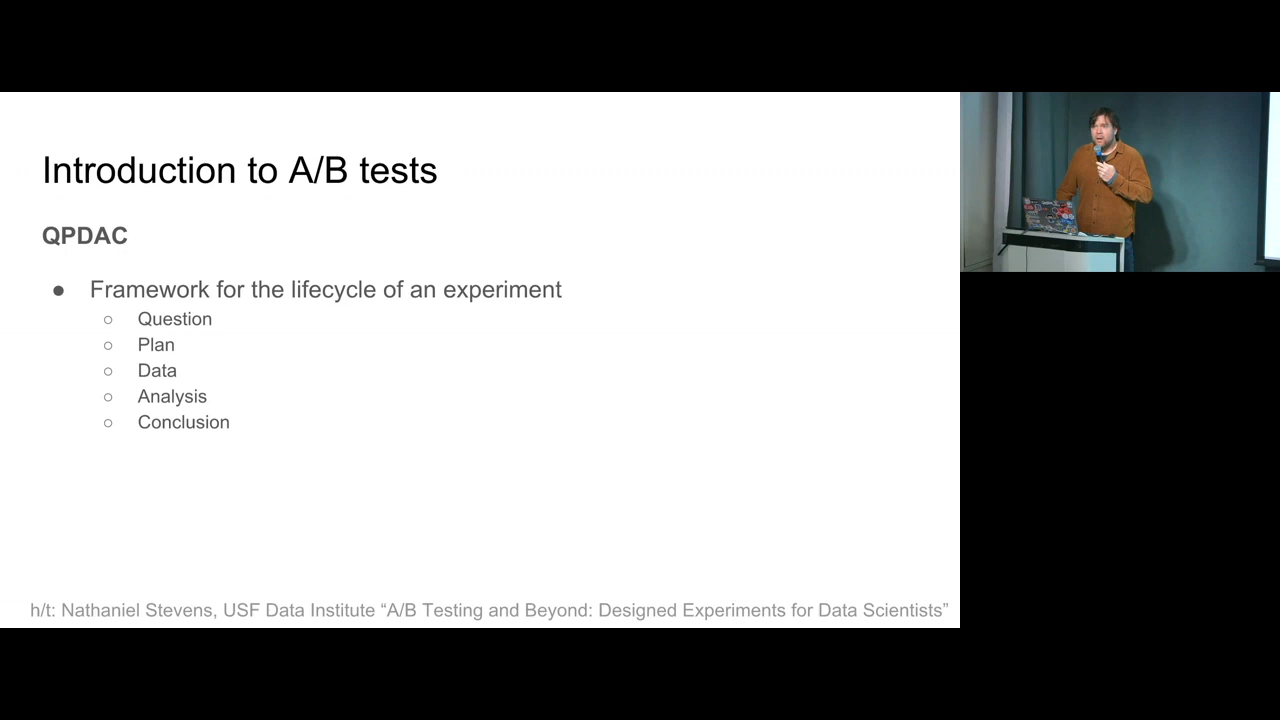 Introduction to A/B tests
QPDAC
● Framework for the lifecycle of an experiment
○ Question
○ Plan
○ Data
○ Analysis
○ Conclusion
h/t: Nathaniel Stevens, USF Data Institute “A/B Testing and Beyond: Designed Experiments for Data Scientists”